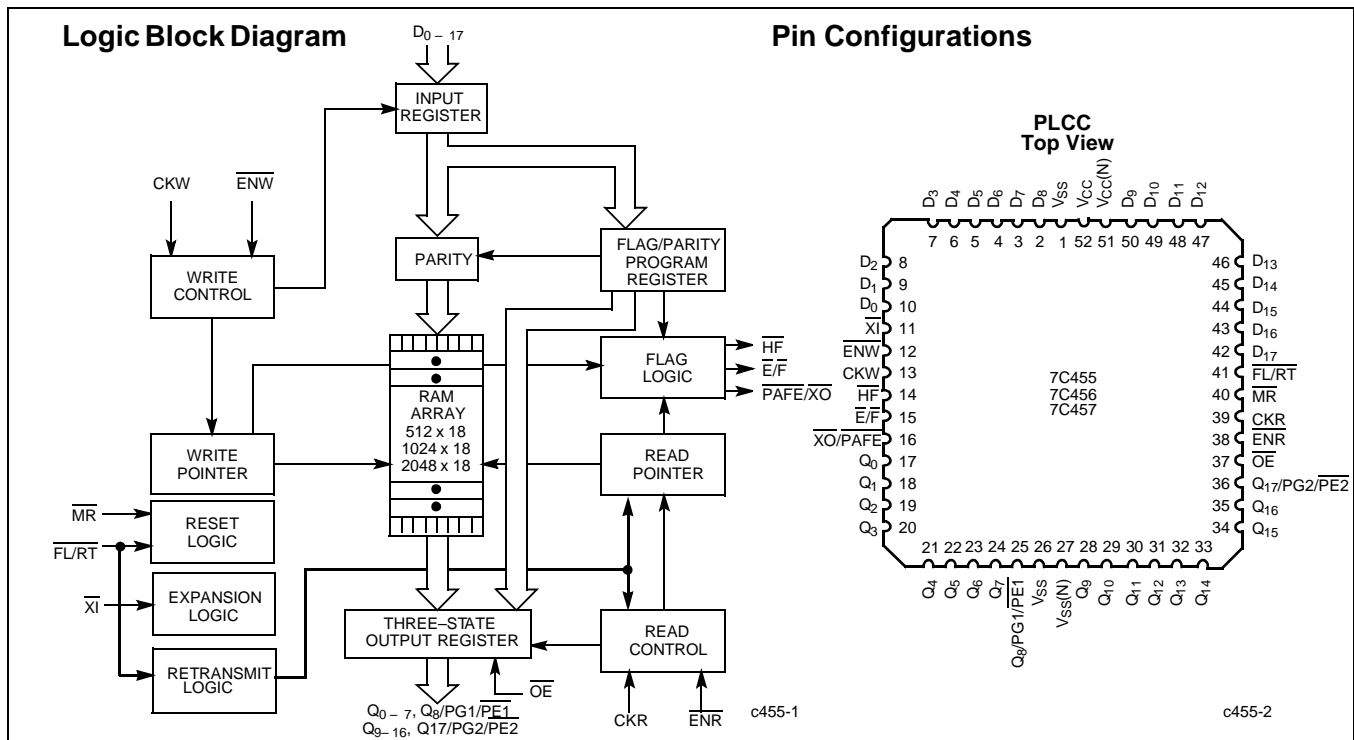 Logic Block Diagram
D0 – 17
INPUT
REGISTER
CKW
ENW
WRITE
CONTROL
PARITY
FLAG/PARITY
PROGRAM
REGISTER
RAM
ARRAY
512 x 18
1024 x 18
2048 x 18
FLAG
LOGIC
HF
E/F
PAFE/XO
WRITE
POINTER
READ
POINTER
MR
RESET
LOGIC
FL/RT
XI
EXPANSION
LOGIC
RETRANSMIT
LOGIC
THREE–STATE
OUTPUT REGISTER
READ
CONTROL
OE
Q0 – 7, Q8/PG1/PE1
Q9– 16, Q17/PG2/PE2
CKR
ENR
c455-1
Pin Configurations
PLCC
Top View
D3 D4 D5 D6 D7 D8 VSS VCC VCC(N) D9 D10 D11 D12
7 6 5 4 3 2 1 52 51 50 49 48 47
D2 8
D1 9
D0 10
XI 11
ENW 12
CKW 13
HF 14
E/F 15
XO/PAFE 16
Q0 17
Q1 18
Q2 19
Q3 20
7C455
7C456
7C457
46 D13
45 D14
44 D15
43 D16
42 D17
41 FL/RT
40 MR
39 CKR
38 ENR
37 OE
36 Q17/PG2/PE2
35 Q16
34 Q15
21 22 23 24 25 26 27 28 29 30 31 32 33
Q4 Q5 Q6 Q7 Q8/PG1/PE1 VSS VSS(N) Q9 Q10 Q11 Q12 Q13 Q14
c455-2